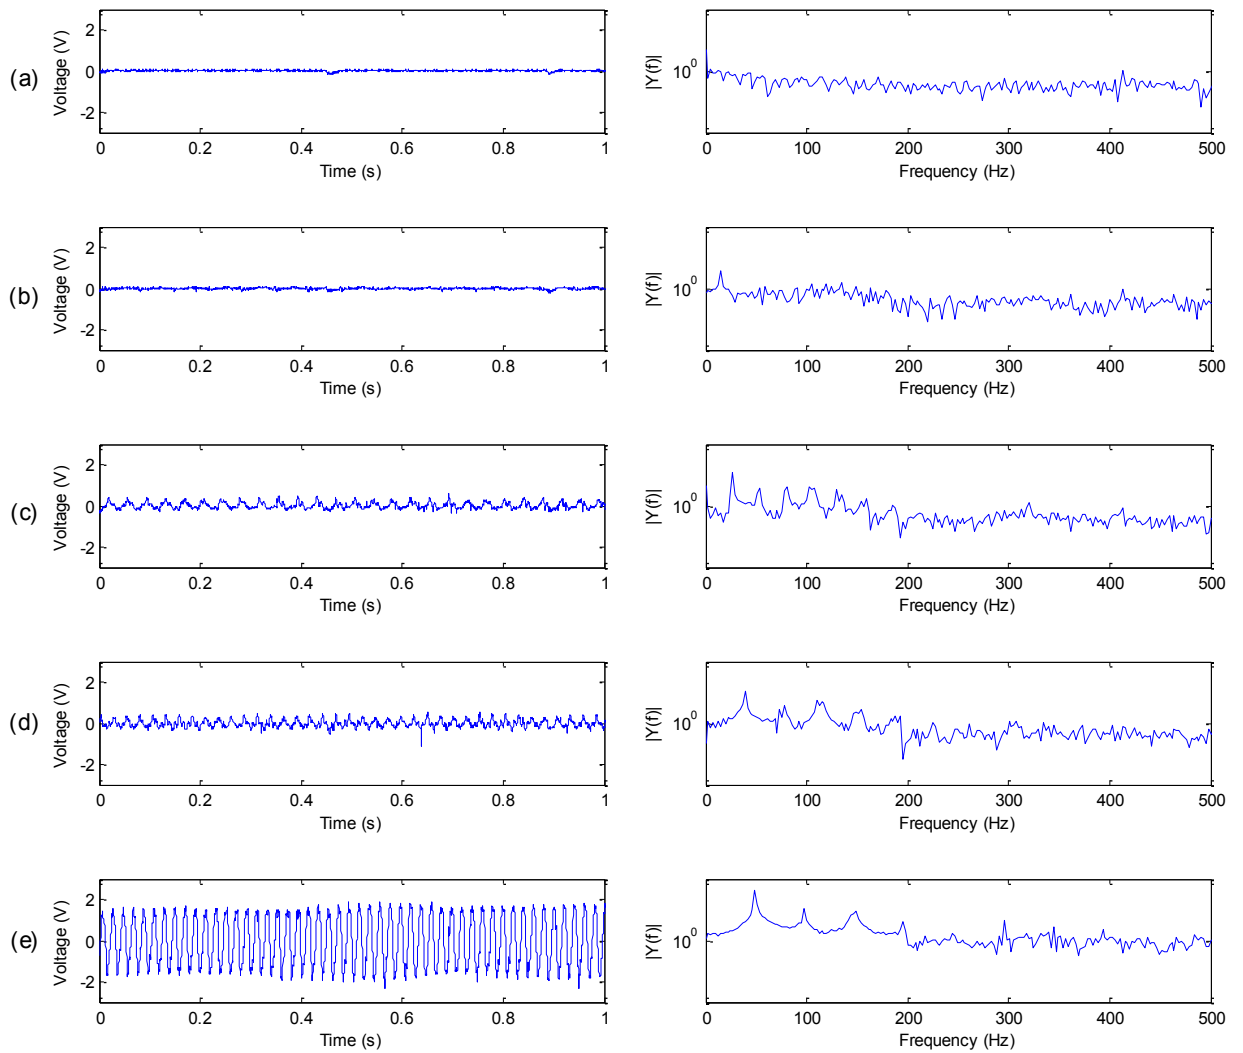 (a)
Voltage (V)
2
0
-2
0 0.2 0.4 0.6 0.8 1
Time (s)
|Y(f)|
10^0
0 100 200 300 400 500
Frequency (Hz)
(b)
Voltage (V)
2
0
-2
0 0.2 0.4 0.6 0.8 1
Time (s)
|Y(f)|
10^0
0 100 200 300 400 500
Frequency (Hz)
(c)
Voltage (V)
2
0
-2
0 0.2 0.4 0.6 0.8 1
Time (s)
|Y(f)|
10^0
0 100 200 300 400 500
Frequency (Hz)
(d)
Voltage (V)
2
0
-2
0 0.2 0.4 0.6 0.8 1
Time (s)
|Y(f)|
10^0
0 100 200 300 400 500
Frequency (Hz)
(e)
Voltage (V)
2
0
-2
0 0.2 0.4 0.6 0.8 1
Time (s)
|Y(f)|
10^0
0 100 200 300 400 500
Frequency (Hz)